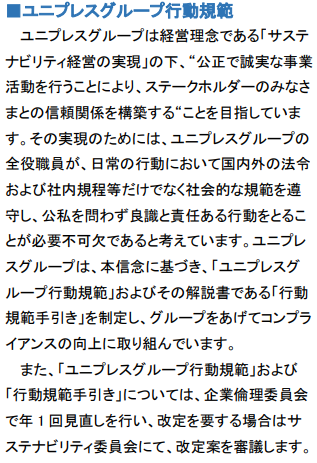 ■ユニプレスグループ行動規範
　ユニプレスグループは経営理念である「サステ
ナビリティ経営の実現」の下、“公正で誠実な事業
活動を行うことにより、ステークホルダーのみなさ
まとの信頼関係を構築する“ことを目指していま
す。その実現のためには、ユニプレスグループの
全役職員が、日常の行動において国内外の法令
および社内規程等だけでなく社会的な規範を遵
守し、公私を問わず良識と責任ある行動をとるこ
とが必要不可欠であると考えています。ユニプレ
スグループは、本信念に基づき、「ユニプレスグ
ループ行動規範」およびその解説書である「行動
規範手引き」を制定し、グループをあげてコンプラ
イアンスの向上に取り組んでいます。
　また、「ユニプレスグループ行動規範」および
「行動規範手引き」については、企業倫理委員会
で年 1 回見直しを行い、改定を要する場合はサ
ステナビリティ委員会にて、改定案を審議します。